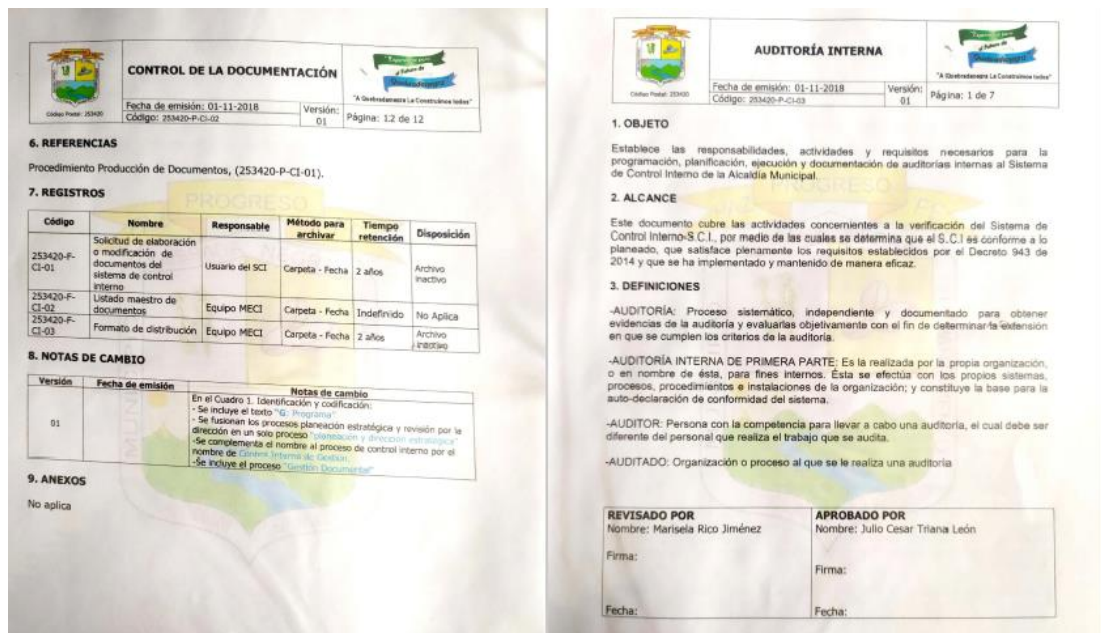 CONTROL DE LA DOCUMENTACIÓN
Código Postal: 253420
"A Quebradanegra La Construimos todos"
Fecha de emisión: 01-11-2018
Versión:
01
Página: 12 de 12
Código: 253420-P-CI-02
6. REFERENCIAS
Procedimiento Producción de Documentos, (253420-P-CI-01).
7. REGISTROS
Código Nombre Responsable Método para archivar Tiempo retención Disposición
253420-F-CI-01 Solicitud de elaboración o modificación de documentos del sistema de control interno Usuario del SCI Carpeta - Fecha 2 años Archivo inactivo
253420-F-CI-02 Listado maestro de documentos Equipo MECI Carpeta - Fecha Indefinido No Aplica
253420-F-CI-03 Formato de distribución Equipo MECI Carpeta - Fecha 2 años Archivo inactivo
8. NOTAS DE CAMBIO
Versión Fecha de emisión Notas de cambio
01
En el Cuadro 1. Identificación y codificación:
- Se incluye el texto "G: Programa"
- Se fusionan los procesos planeación estratégica y revisión por la
dirección en un solo proceso "planeación y dirección estratégica"
-Se complementa el nombre al proceso de control interno por el
nombre de Control Interno de Gestión.
-Se incluye el proceso "Gestión Documental"
9. ANEXOS
No aplica
PROGRESO
AUDITORÍA INTERNA
Código Postal: 253420
"A Quebradanegra La Construimos todos"
Fecha de emisión: 01-11-2018
Versión:
01
Página: 1 de 7
Código: 253420-P-CI-03
1. OBJETO
Establece las responsabilidades, actividades y requisitos necesarios para la
programación, planificación, ejecución y documentación de auditorías internas al Sistema
de Control Interno de la Alcaldía Municipal.
PROGRESO
2. ALCANCE
Este documento cubre las actividades concernientes a la verificación del Sistema de
Control Interno-S.C.I., por medio de las cuales se determina que el S.C.I es conforme a lo
planeado, que satisface plenamente los requisitos establecidos por el Decreto 943 de
2014 y que se ha implementado y mantenido de manera eficaz.
3. DEFINICIONES
-AUDITORÍA: Proceso sistemático, independiente y documentado para obtener
evidencias de la auditoría y evaluarlas objetivamente con el fin de determinar la extensión
en que se cumplen los criterios de la auditoría.
-AUDITORÍA INTERNA DE PRIMERA PARTE: Es la realizada por la propia organización,
o en nombre de ésta, para fines internos. Ésta se efectúa con los propios sistemas,
procesos, procedimientos e instalaciones de la organización; y constituye la base para la
auto-declaración de conformidad del sistema.
-AUDITOR: Persona con la competencia para llevar a cabo una auditoría, el cual debe ser
diferente del personal que realiza el trabajo que se audita.
-AUDITADO: Organización o proceso al que se le realiza una auditoría
REVISADO POR
Nombre: Marisela Rico Jiménez
Firma:
Fecha:
APROBADO POR
Nombre: Julio Cesar Triana León
Firma:
Fecha: